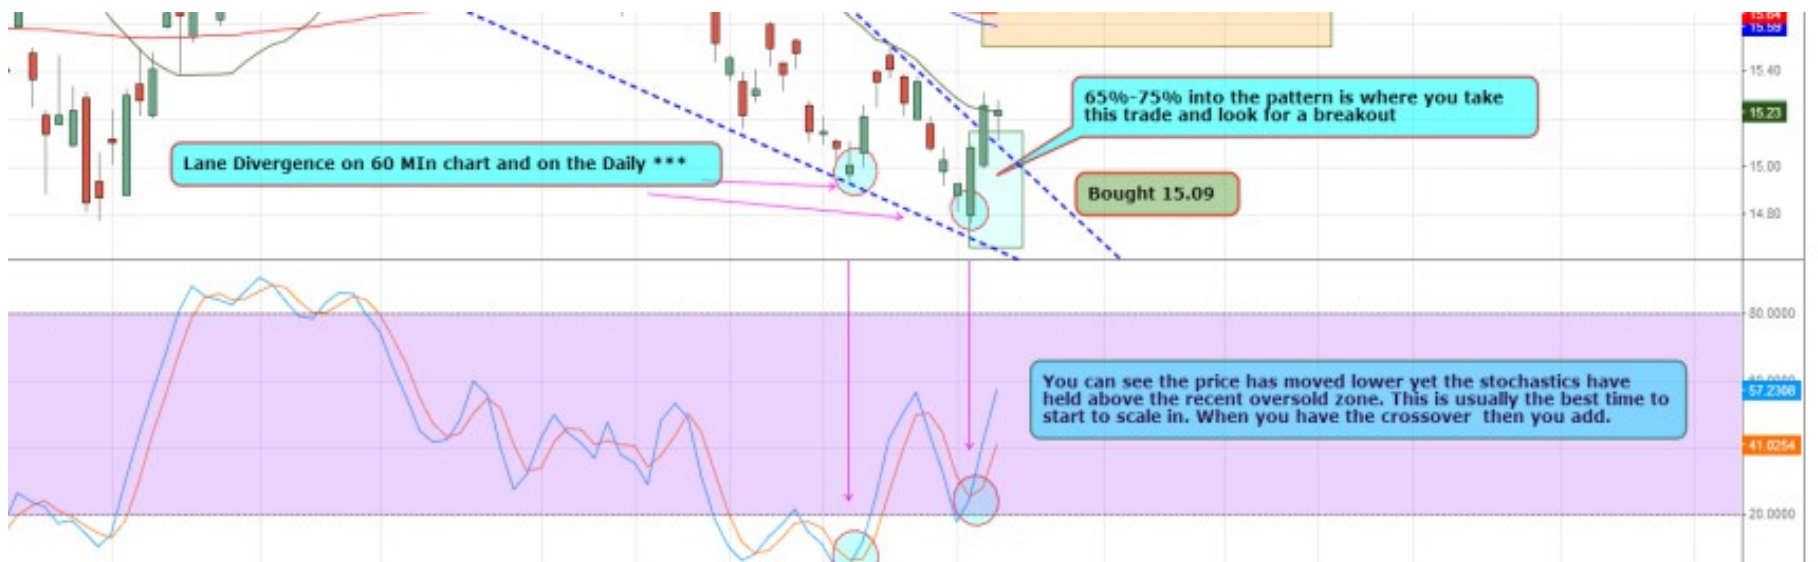 15.64
15.59
15.40
65%-75% into the pattern is where you take
this trade and look for a breakout
15.23
Lane Divergence on 60 MIn chart and on the Daily ***
15.00
Bought 15.09
14.80
80.0000
You can see the price has moved lower yet the stochastics have
held above the recent oversold zone. This is usually the best time to
start to scale in. When you have the crossover then you add.
57.2308
41.0254
20.0000